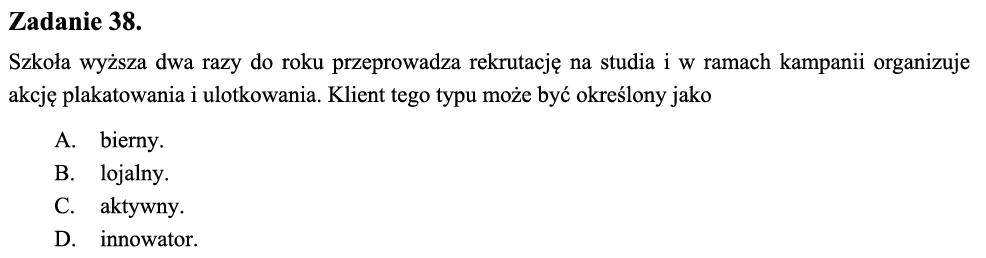 Zadanie 38.
Szkoła wyższa dwa razy do roku przeprowadza rekrutację na studia i w ramach kampanii organizuje
akcję plakatowania i ulotkowania. Klient tego typu może być określony jako
A. bierny.
B. lojalny.
C. aktywny.
D. innowator.